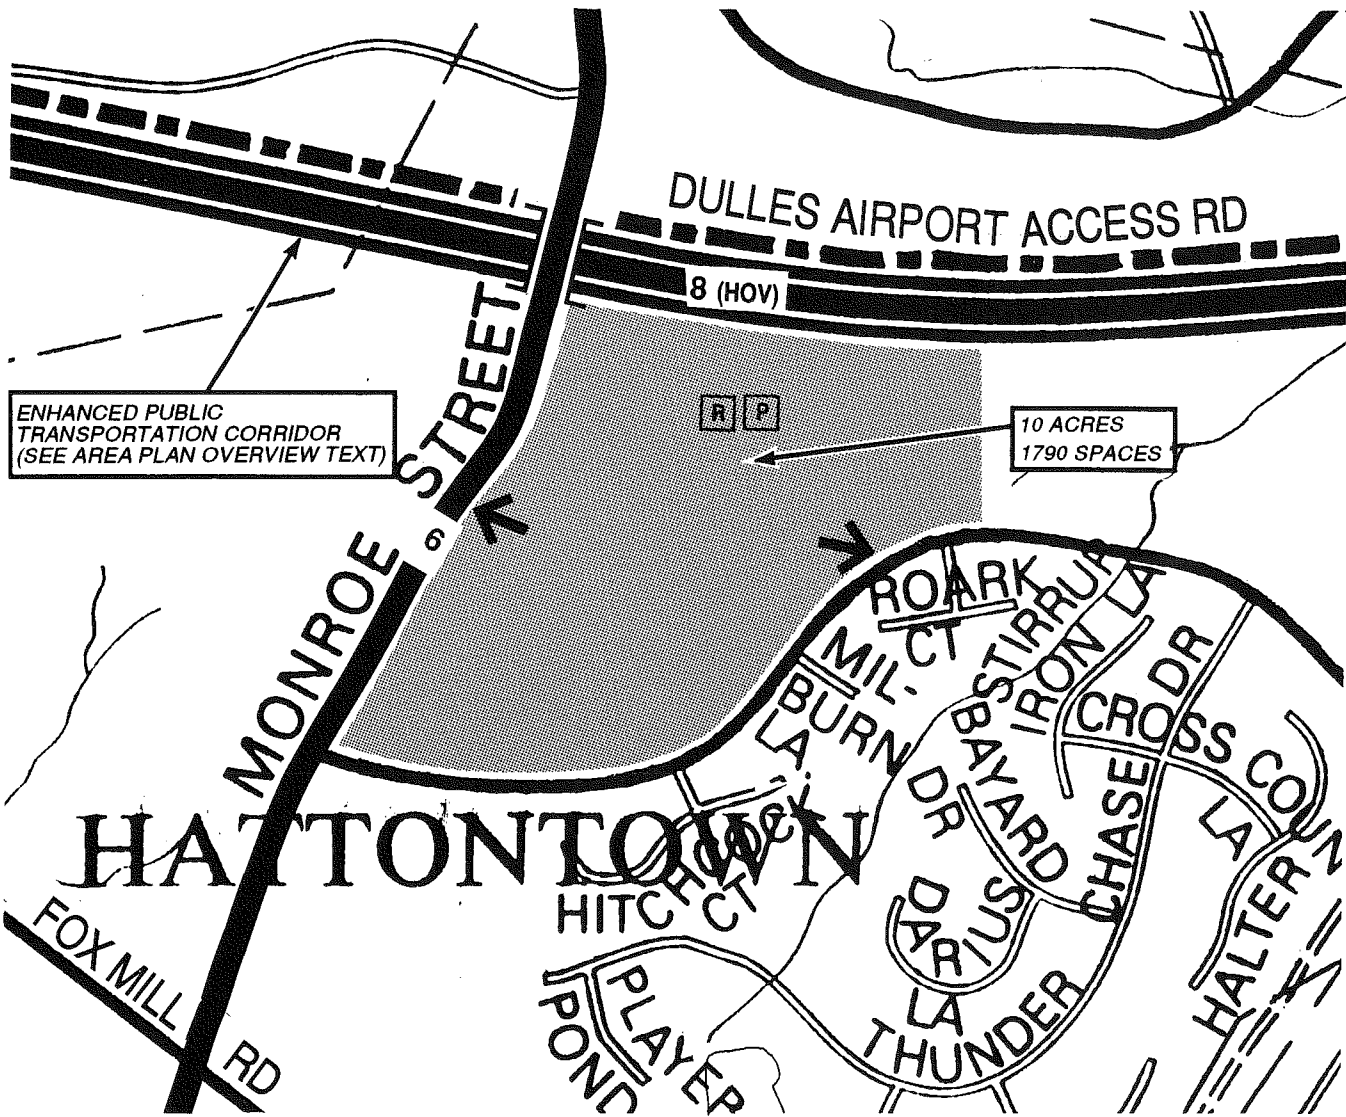 DULLES AIRPORT ACCESS RD
8 (HOV)
ENHANCED PUBLIC
TRANSPORTATION CORRIDOR
(SEE AREA PLAN OVERVIEW TEXT)
R P
10 ACRES
1790 SPACES
MONROE STREET
6
ROARK
CT
MIL-
BURN
LA.
STIRRUP
IRON LA
BAYARD
DR
CROSS COUN
LA
CHASE DR
THUNDER
HATTONTOWN
HITCHCOCK
CT
DARIUS
LA
HALTER
FOX MILL RD
PLAYER
POND